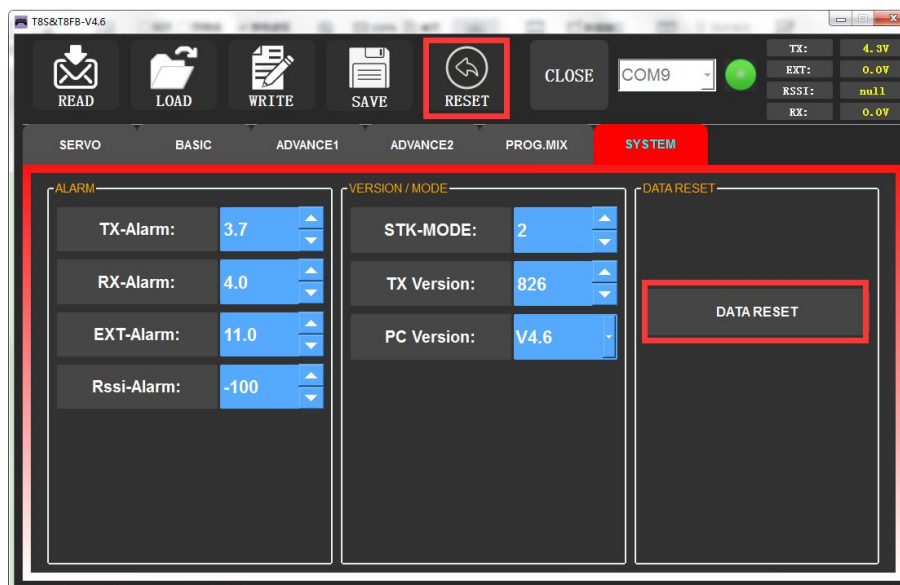 T8S&T8FB-V4.6
READ
LOAD
WRITE
SAVE
RESET
CLOSE
COM9
TX: 4.3V
EXT: 0.0V
RSSI: null
RX: 0.0V
SERVO
BASIC
ADVANCE1
ADVANCE2
PROG.MIX
SYSTEM
ALARM
TX-Alarm: 3.7
RX-Alarm: 4.0
EXT-Alarm: 11.0
Rssi-Alarm: -100
VERSION / MODE
STK-MODE: 2
TX Version: 826
PC Version: V4.6
DATA RESET
DATA RESET